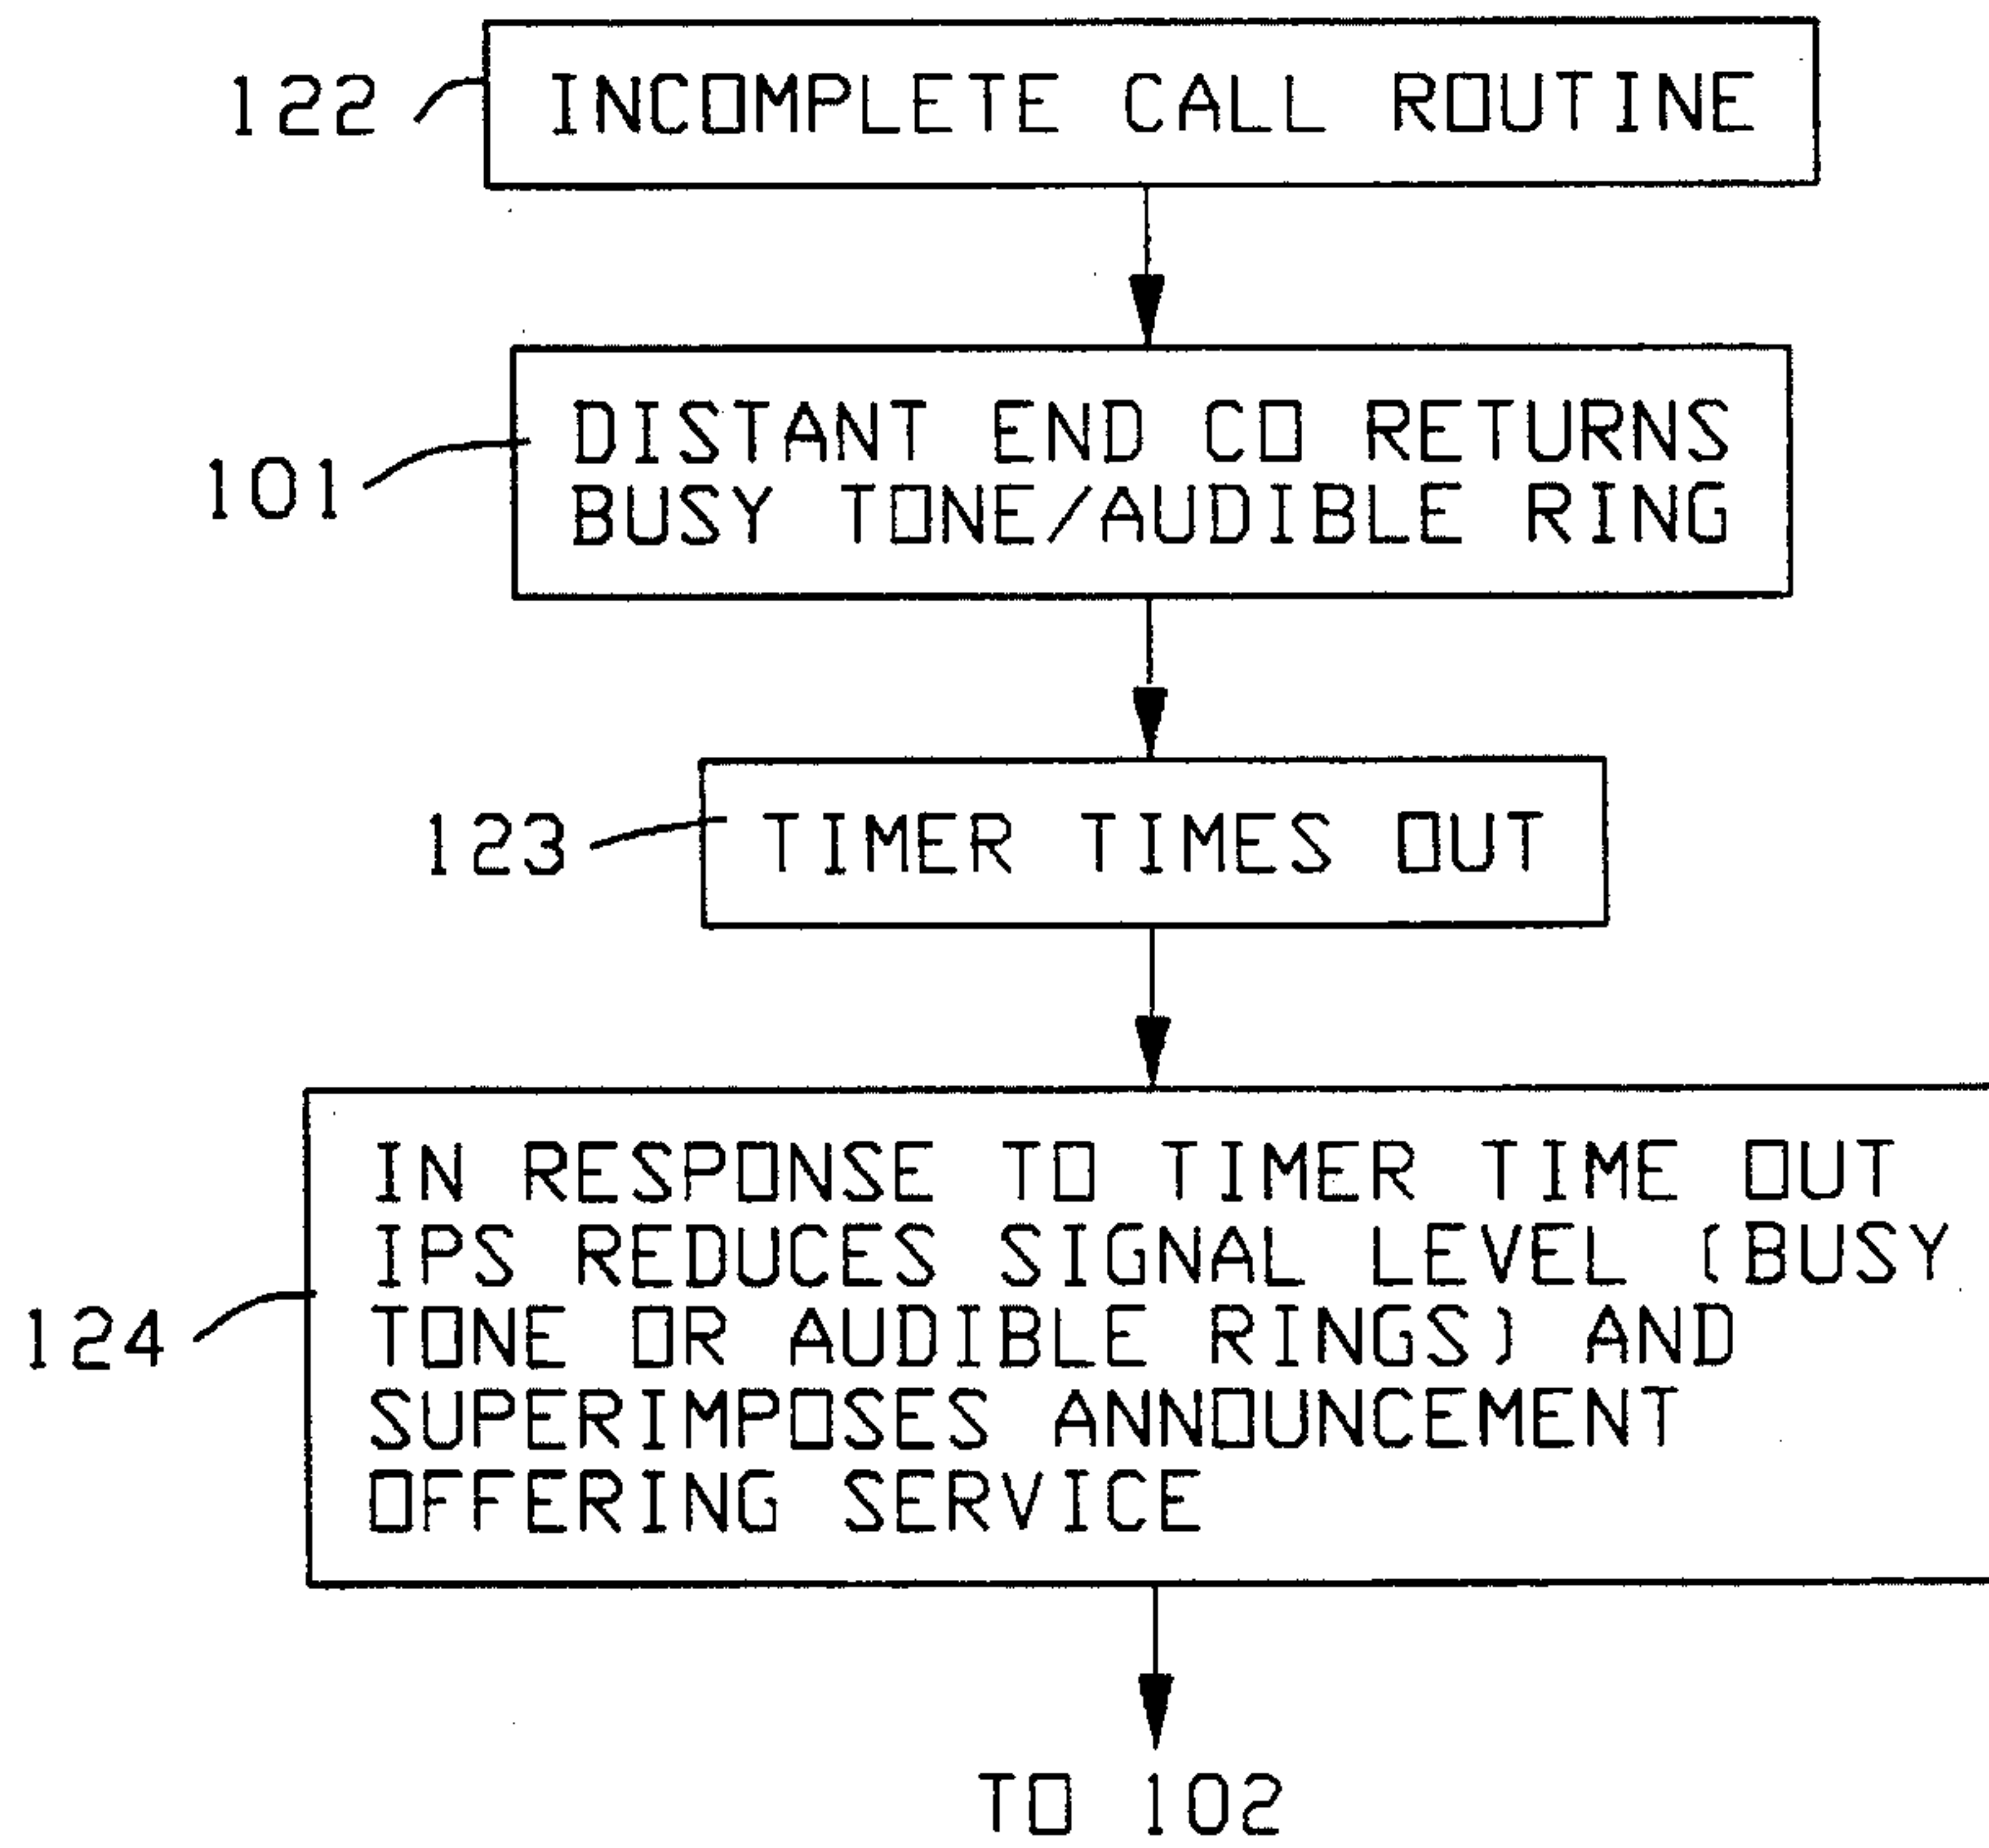 122 INCOMPLETE CALL ROUTINE
101 DISTANT END CO RETURNS
BUSY TONE/AUDIBLE RING
123 TIMER TIMES OUT
IN RESPONSE TO TIMER TIME OUT
IPS REDUCES SIGNAL LEVEL (BUSY
124 TONE OR AUDIBLE RINGS) AND
SUPERIMPOSES ANNOUNCEMENT
OFFERING SERVICE
TO 102